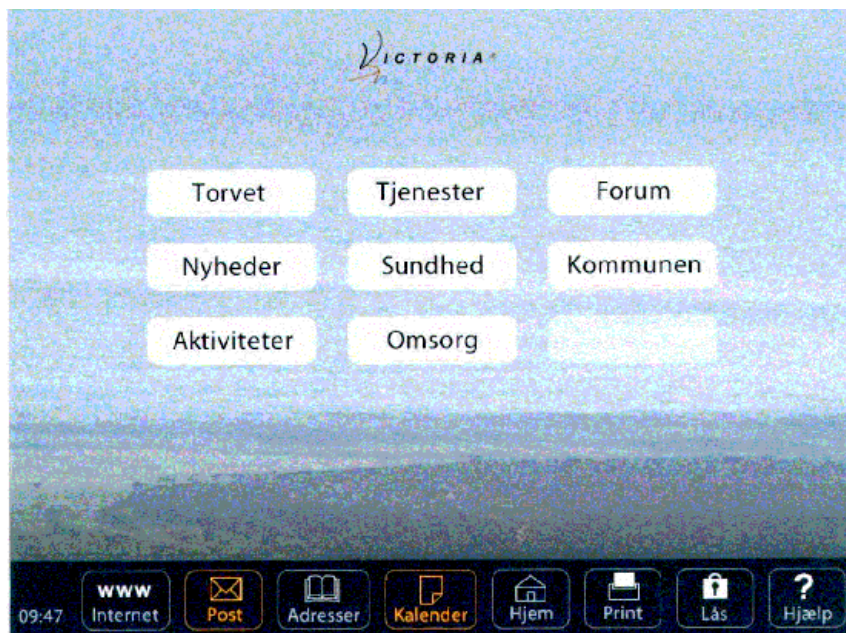 VICTORIA
Torvet Tjenester Forum
Nyheder Sundhed Kommunen
Aktiviteter Omsorg
09:47 www Internet Post Adresser Kalender Hjem Print Lås ? Hjælp